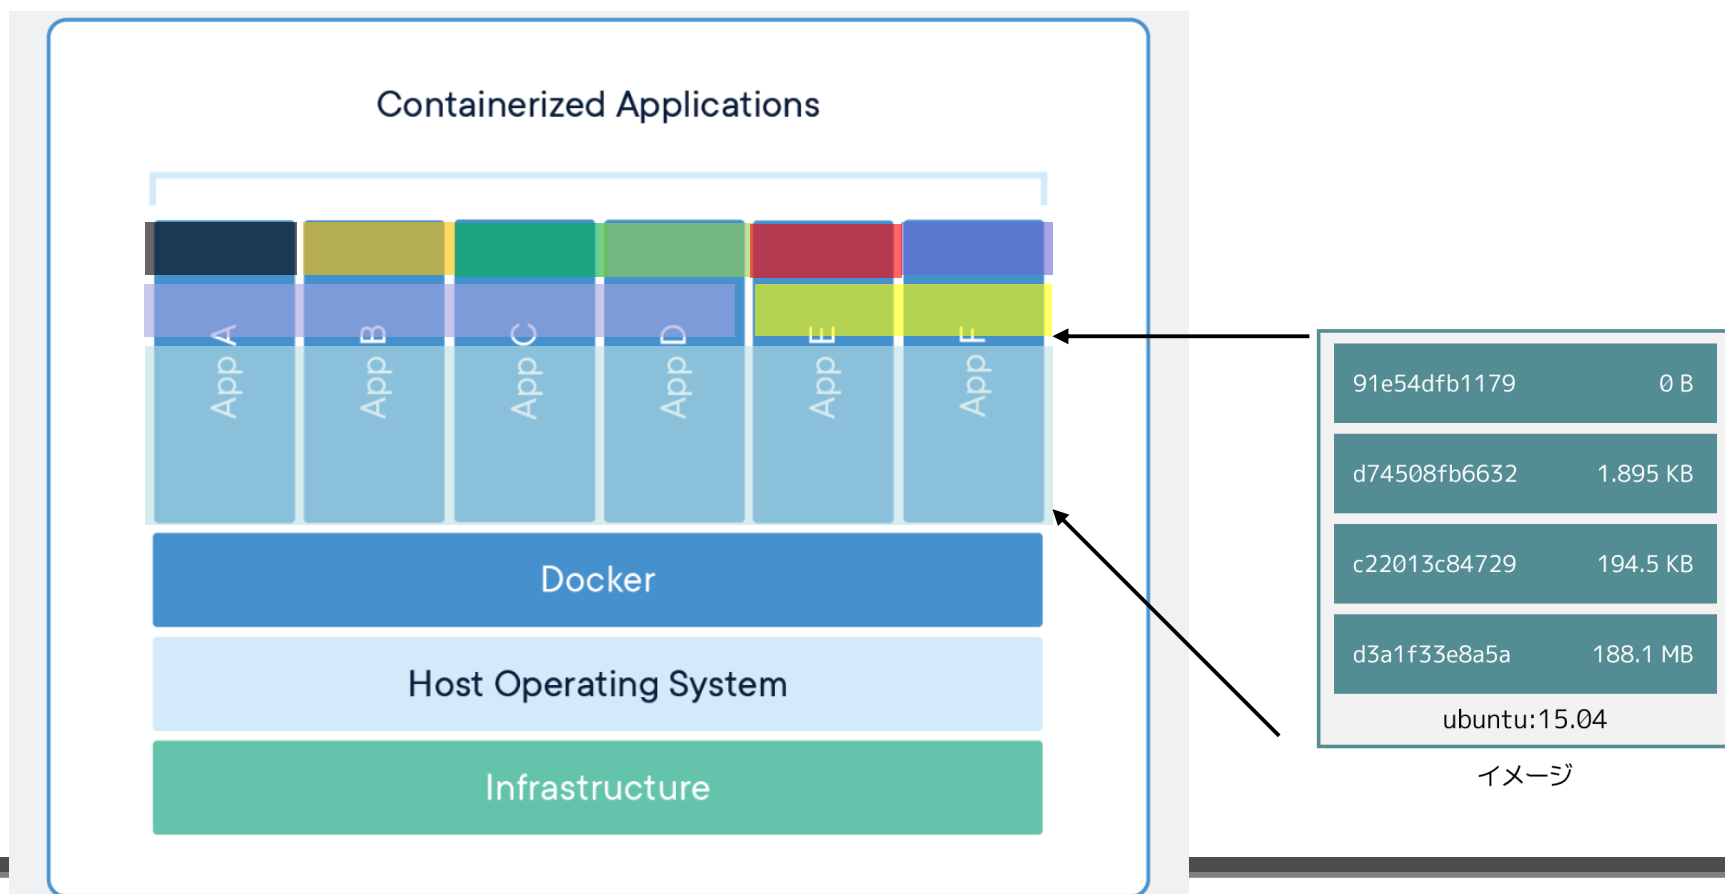 Containerized Applications
App A
App B
App C
App D
App E
App F
Docker
Host Operating System
Infrastructure
91e54dfb1179 0 B
d74508fb6632 1.895 KB
c22013c84729 194.5 KB
d3a1f33e8a5a 188.1 MB
ubuntu:15.04
イメージ